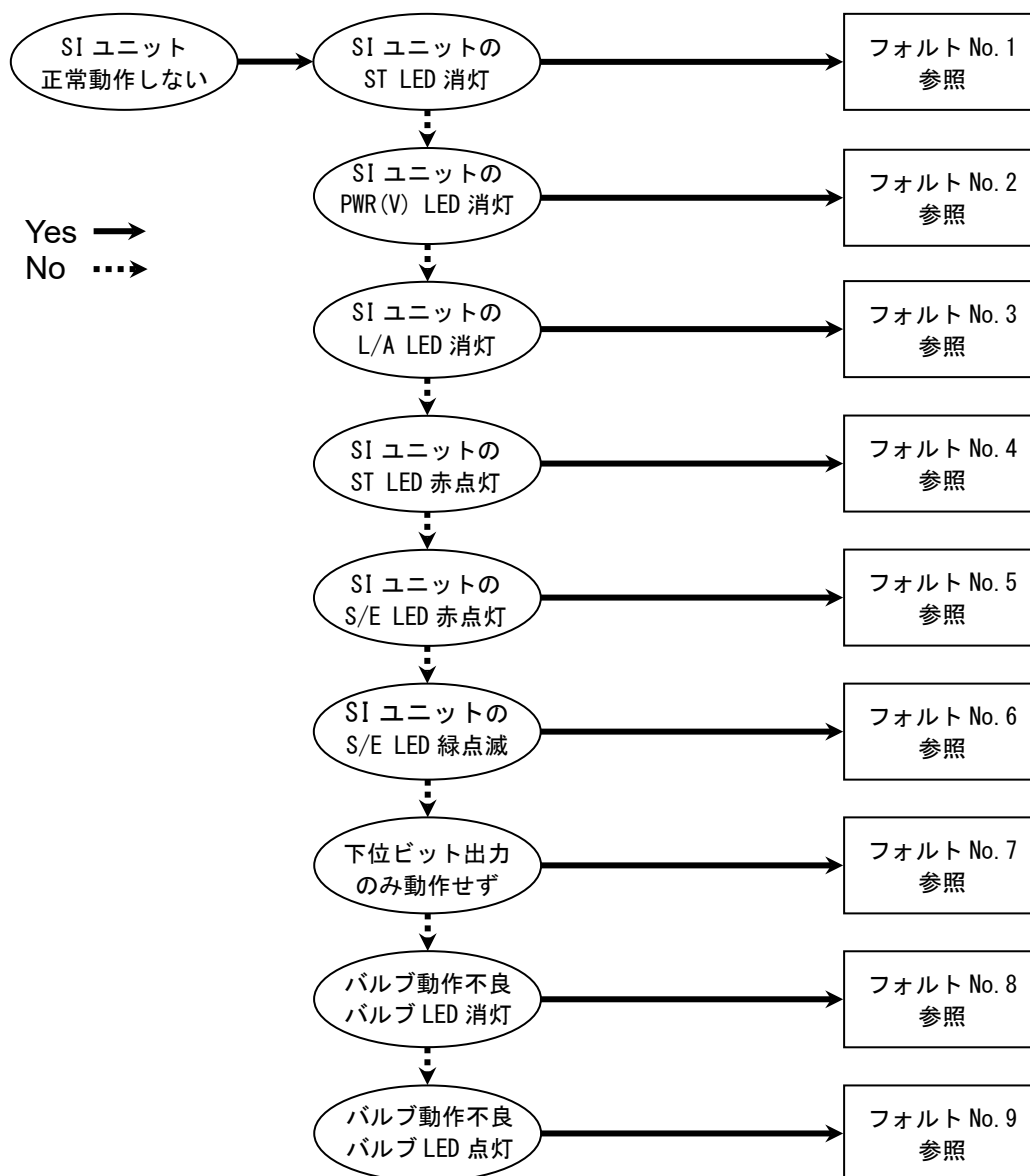 SI ユニット
正常動作しない
SI ユニットの
ST LED 消灯
フォルト No.1
参照
SI ユニットの
PWR(V) LED 消灯
フォルト No.2
参照
Yes
No
SI ユニットの
L/A LED 消灯
フォルト No.3
参照
SI ユニットの
ST LED 赤点灯
フォルト No.4
参照
SI ユニットの
S/E LED 赤点灯
フォルト No.5
参照
SI ユニットの
S/E LED 緑点滅
フォルト No.6
参照
下位ビット出力
のみ動作せず
フォルト No.7
参照
バルブ動作不良
バルブ LED 消灯
フォルト No.8
参照
バルブ動作不良
バルブ LED 点灯
フォルト No.9
参照